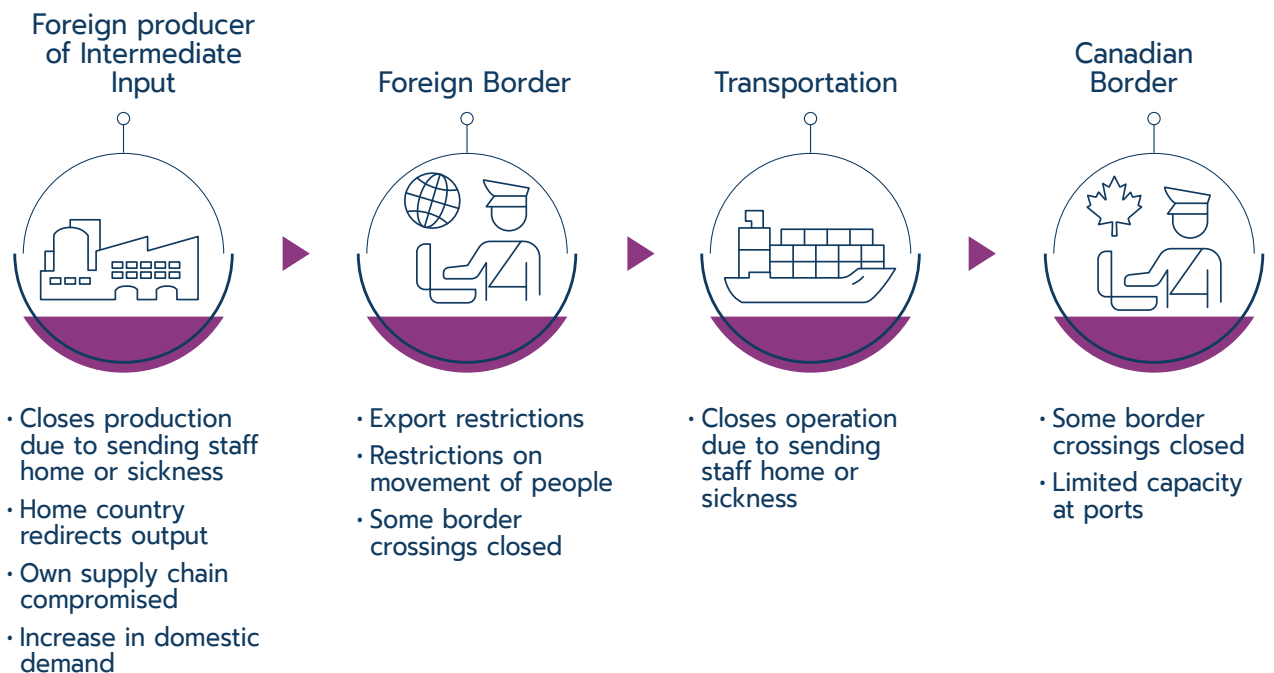 Foreign producer
of Intermediate
Input
Foreign Border
Transportation
Canadian
Border
· Closes production
due to sending staff
home or sickness
· Home country
redirects output
· Own supply chain
compromised
· Increase in domestic
demand
· Export restrictions
· Restrictions on
movement of people
· Some border
crossings closed
· Closes operation
due to sending
staff home or
sickness
· Some border
crossings closed
· Limited capacity
at ports